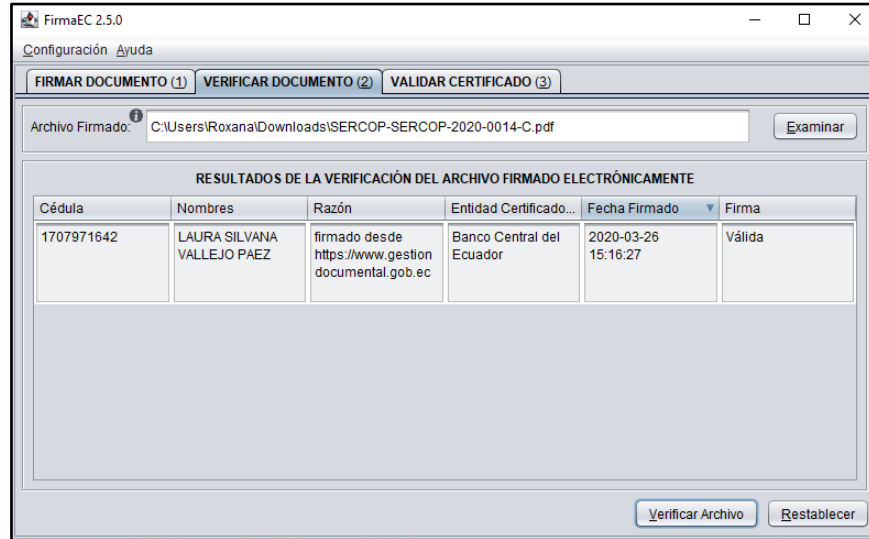 FirmaEC 2.5.0
Configuración Ayuda
FIRMAR DOCUMENTO (1) VERIFICAR DOCUMENTO (2) VALIDAR CERTIFICADO (3)
Archivo Firmado: C:\Users\Roxana\Downloads\SERCOP-SERCOP-2020-0014-C.pdf Examinar
RESULTADOS DE LA VERIFICACIÓN DEL ARCHIVO FIRMADO ELECTRÓNICAMENTE
Cédula Nombres Razón Entidad Certificado... Fecha Firmado Firma
1707971642 LAURA SILVANA firmado desde Banco Central del 2020-03-26 Válida
VALLEJO PAEZ https://www.gestion Ecuador 15:16:27
documental.gob.ec
Verificar Archivo Restablecer